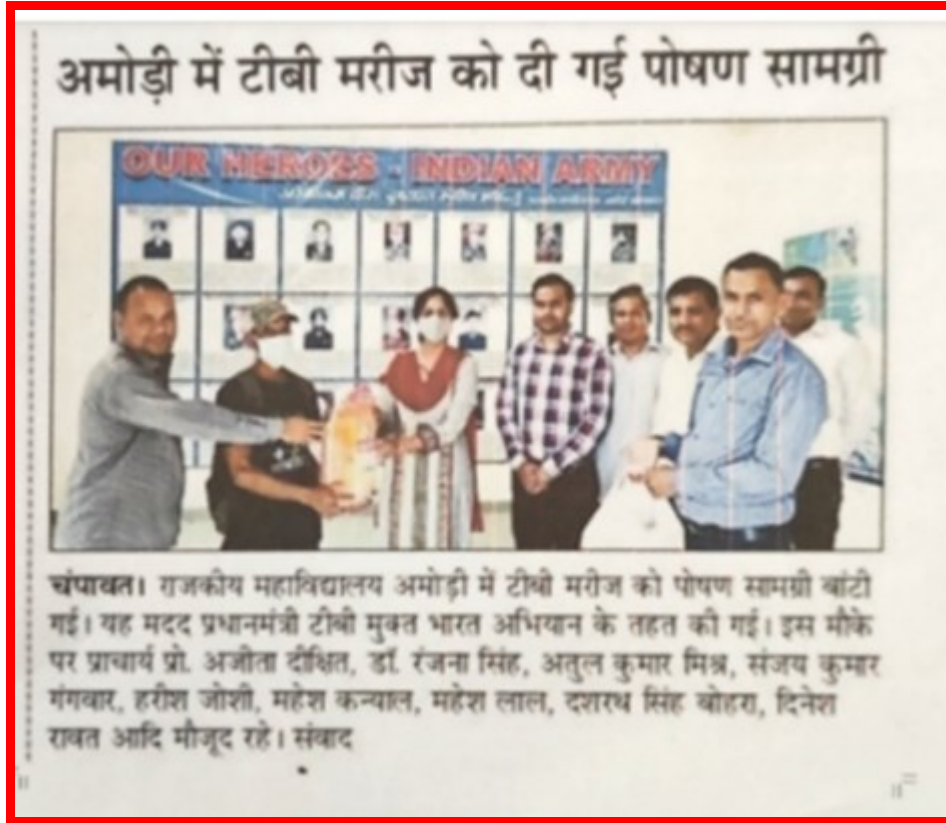 अमोड़ी में टीबी मरीज को दी गई पोषण सामग्री
OUR HEROES - INDIAN ARMY
चंपावत। राजकीय महाविद्यालय अमोड़ी में टीबी मरीज को पोषण सामग्री बांटी
गई। यह मदद प्रधानमंत्री टीबी मुक्त भारत अभियान के तहत की गई। इस मौके
पर प्राचार्य प्रो. अजीता दीक्षित, डॉ. रंजना सिंह, अतुल कुमार मिश्र, संजय कुमार
गंगवार, हरीश जोशी, महेश कन्याल, महेश लाल, दशरथ सिंह बोहरा, दिनेश
रावत आदि मौजूद रहे। संवाद